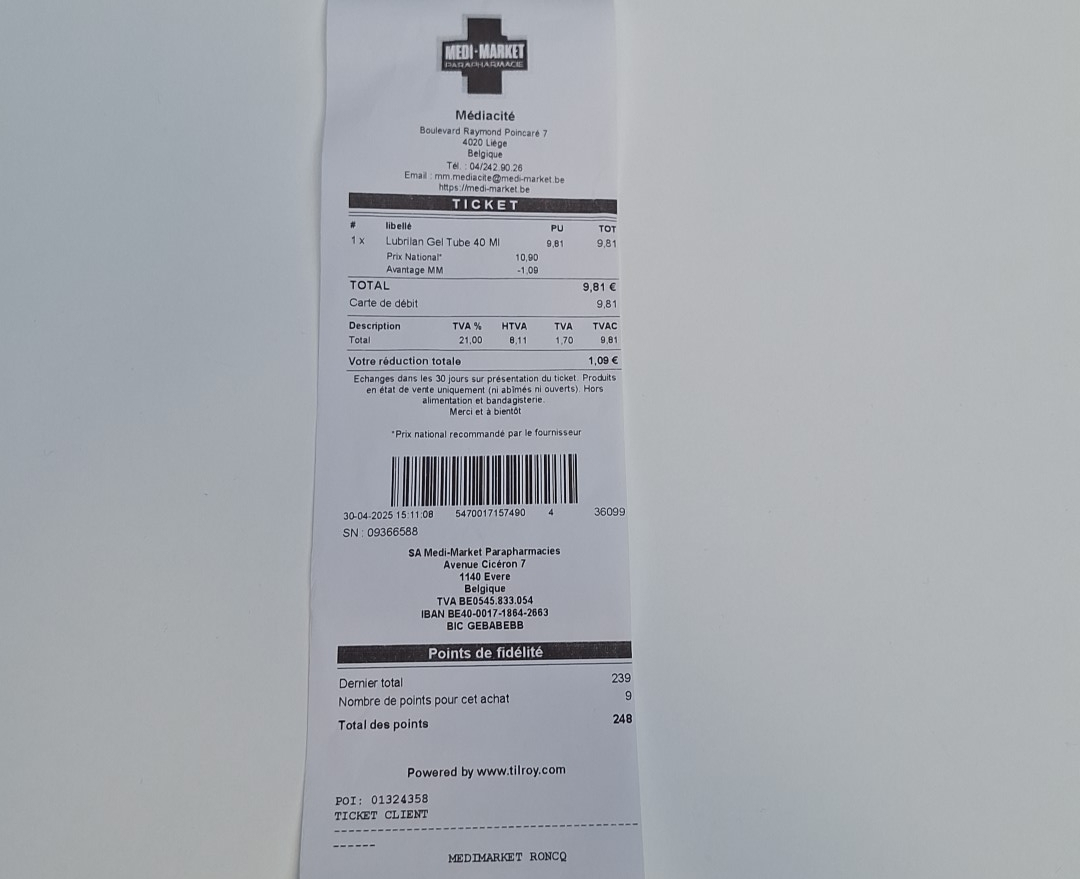 MEDI-MARKET
PARAPHARMACIE
Médiacité
Boulevard Raymond Poincaré 7
4020 Liège
Belgique
Tél. : 04/242.90.26
Email : mm.mediacite@medi-market.be
https://medi-market.be
TICKET
# libellé PU TOT
1 x Lubrilan Gel Tube 40 Ml 9,81 9,81
Prix National* 10,90
Avantage MM -1,09
TOTAL 9,81 €
Carte de débit 9,81
Description TVA % HTVA TVA TVAC
Total 21,00 8,11 1,70 9,81
Votre réduction totale 1,09 €
Echanges dans les 30 jours sur présentation du ticket. Produits
en état de vente uniquement (ni abîmés ni ouverts). Hors
alimentation et bandagisterie.
Merci et à bientôt
*Prix national recommandé par le fournisseur
30-04-2025 15:11:08 5470017157490 4 36099
SN : 09366588
SA Medi-Market Parapharmacies
Avenue Cicéron 7
1140 Evere
Belgique
TVA BE0545.833.054
IBAN BE40-0017-1864-2663
BIC GEBABEBB
Points de fidélité
Dernier total 239
Nombre de points pour cet achat 9
Total des points 248
Powered by www.tilroy.com
POI: 01324358
TICKET CLIENT
--------------------------------------------
------
MEDIMARKET RONCQ